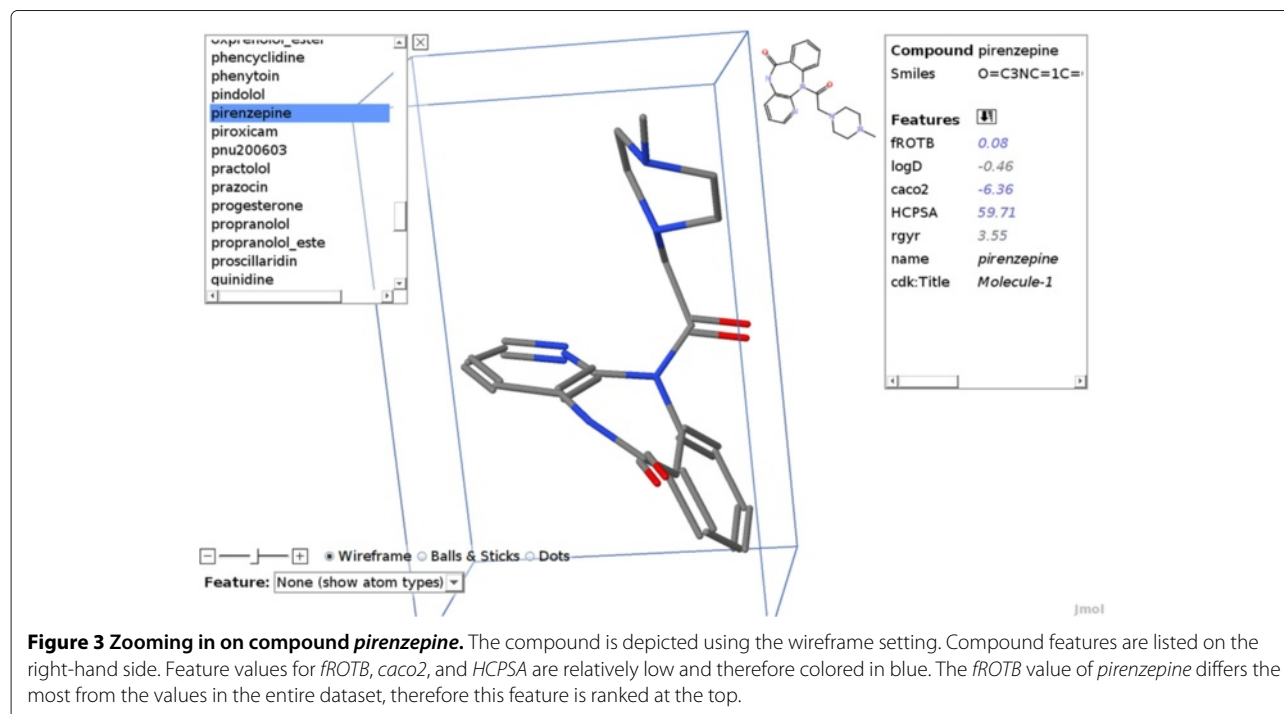 oxprenolol_ester
phencyclidine
phenytoin
pindolol
pirenzepine
piroxicam
pnu200603
practolol
prazocin
progesterone
propranolol
propranolol_este
proscillaridin
quinidine
Compound pirenzepine
Smiles O=C3NC=1C=
Features
fROTB 0.08
logD -0.46
caco2 -6.36
HCPSA 59.71
rgyr 3.55
name pirenzepine
cdk:Title Molecule-1
Wireframe Balls & Sticks Dots
Feature: None (show atom types)
Jmol
Figure 3 Zooming in on compound pirenzepine. The compound is depicted using the wireframe setting. Compound features are listed on the
right-hand side. Feature values for fROTB, caco2, and HCPSA are relatively low and therefore colored in blue. The fROTB value of pirenzepine differs the
most from the values in the entire dataset, therefore this feature is ranked at the top.